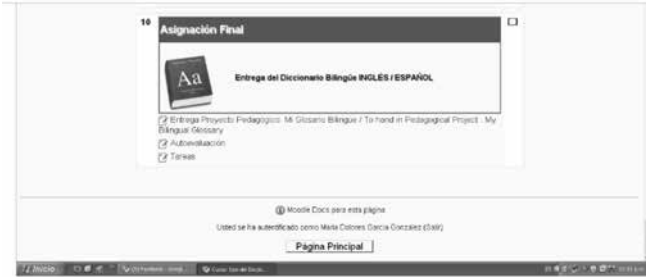 10
Asignación Final
Aa
Entrega del Diccionario Bilingüe INGLÉS / ESPAÑOL
Entrega Proyecto Pedagógico: Mi Glosario Bilingüe / To hand in Pedagogical Project : My
Bilingual Glossary
Autoevaluación
Tareas
Moodle Docs para esta página
Usted se ha autentificado como María Dolores García González (Salir)
Página Principal
Inicio